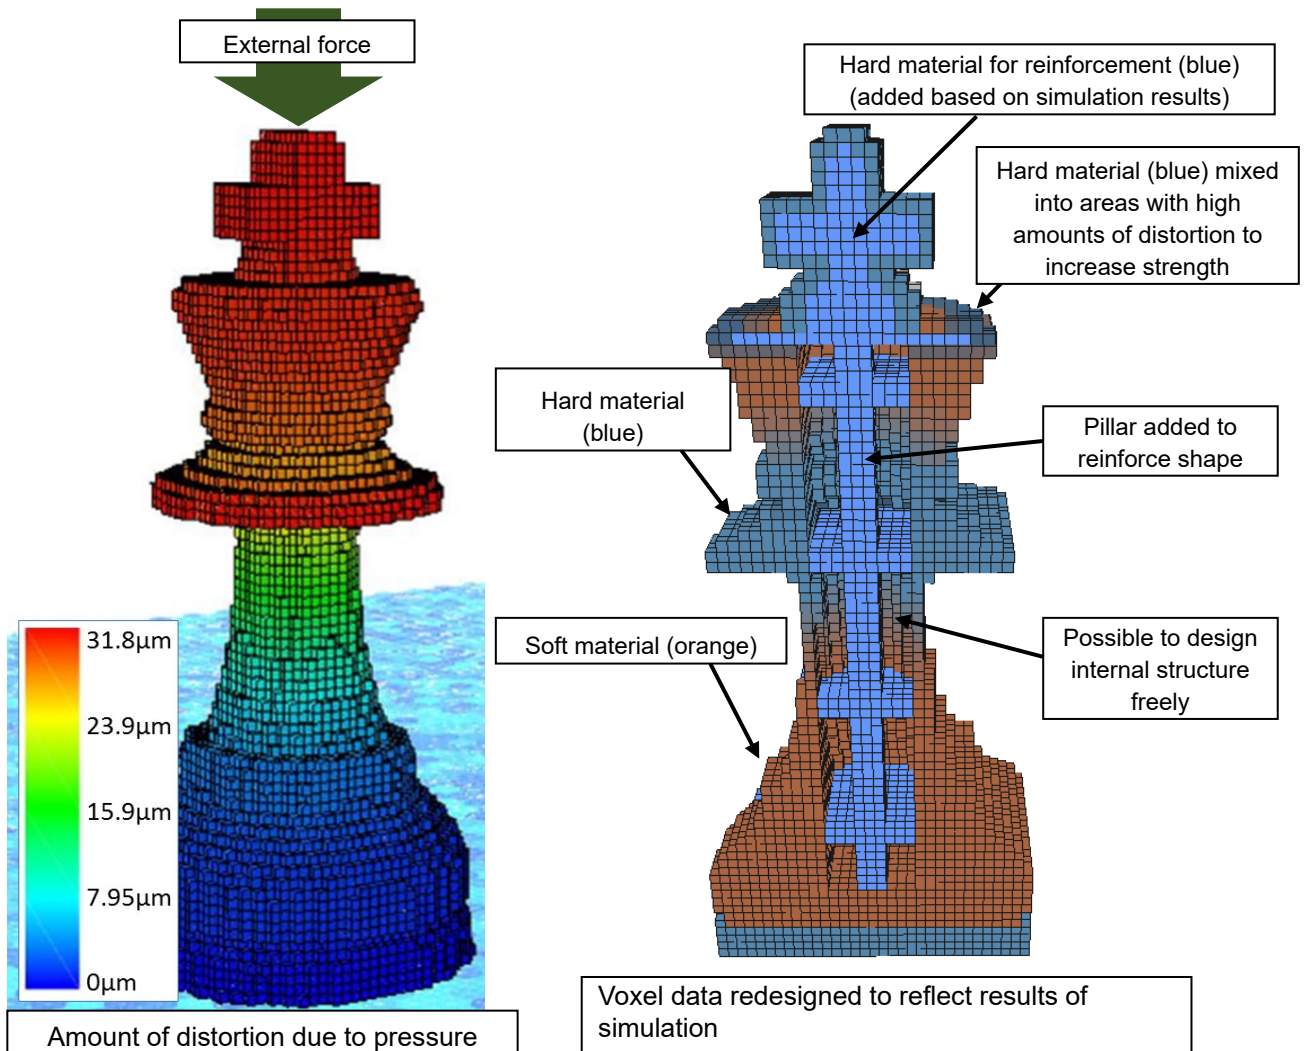 External force
31.8µm
23.9µm
15.9µm
7.95µm
0µm
Amount of distortion due to pressure
Hard material for reinforcement (blue)
(added based on simulation results)
Hard material (blue) mixed
into areas with high
amounts of distortion to
increase strength
Hard material
(blue)
Pillar added to
reinforce shape
Soft material (orange)
Possible to design
internal structure
freely
Voxel data redesigned to reflect results of
simulation